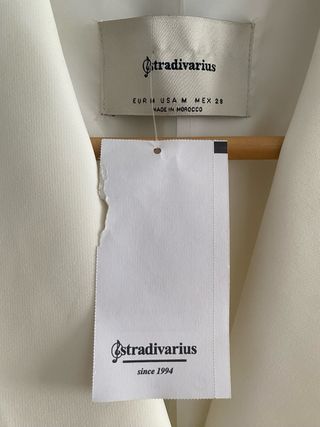 stradivarius
EUR M USA M MEX 28
MADE IN MOROCCO
stradivarius
since 1994